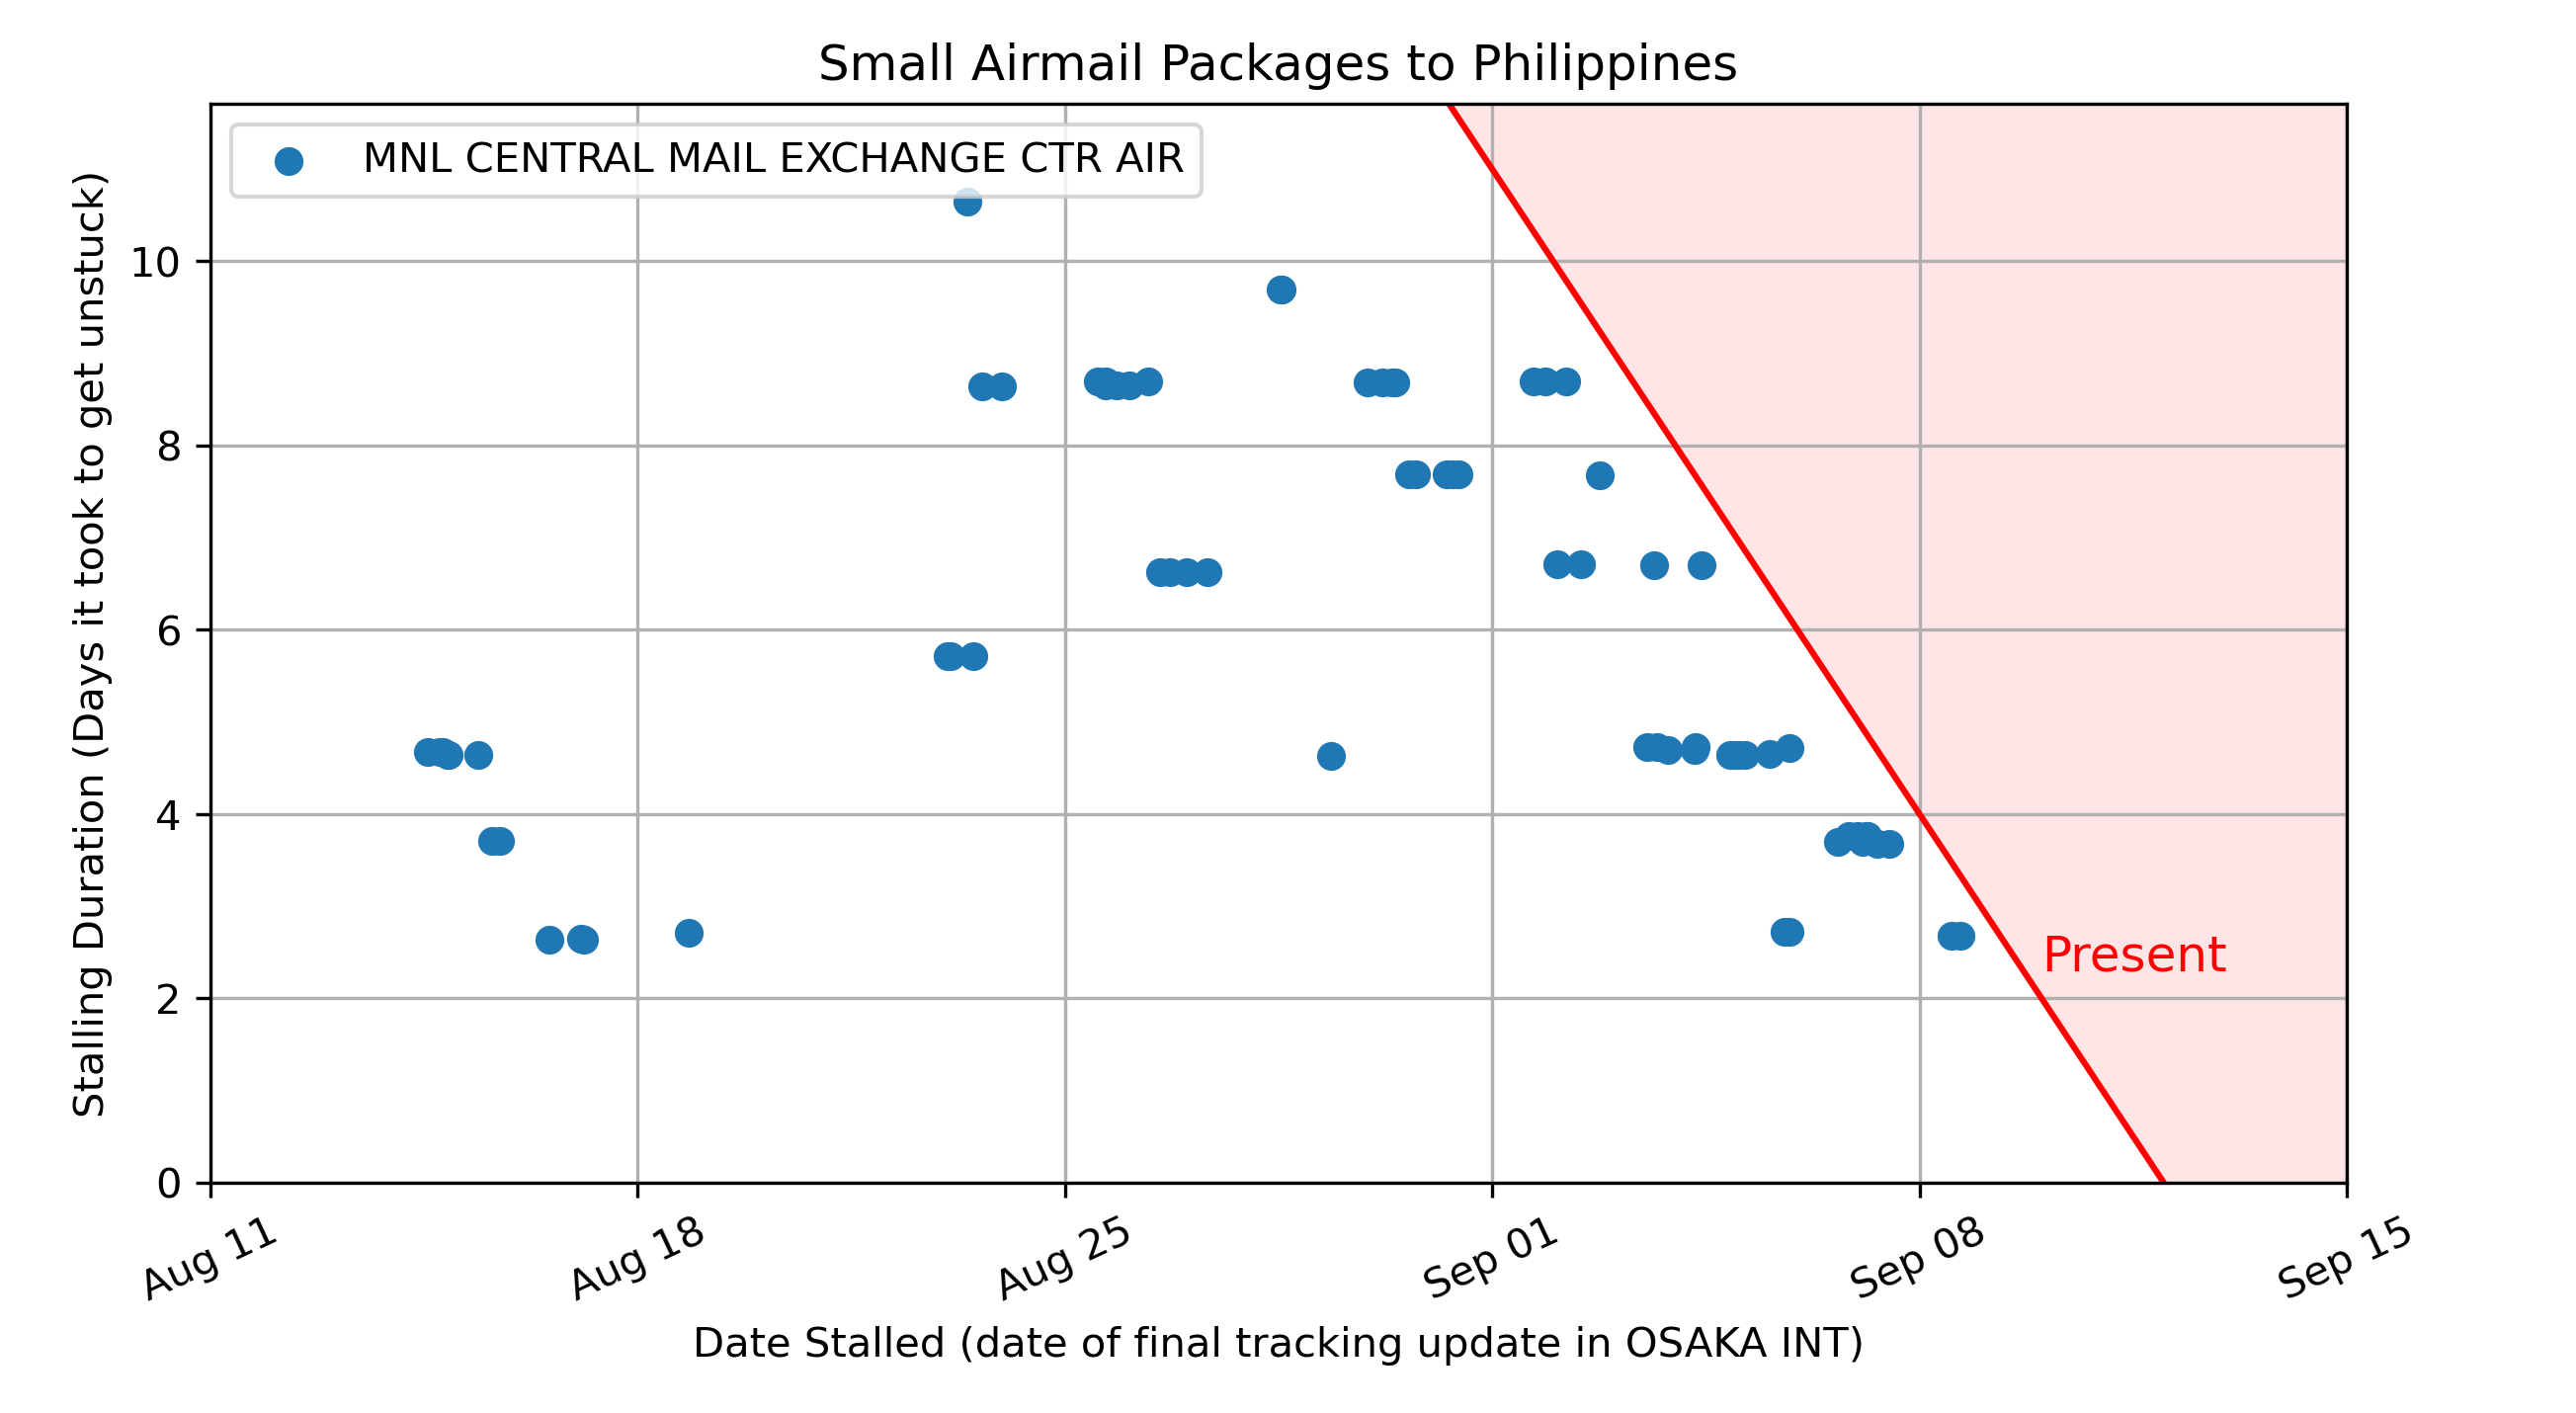 Small Airmail Packages to Philippines
MNL CENTRAL MAIL EXCHANGE CTR AIR
Stalling Duration (Days it took to get unstuck)
10
8
6
4
2
0
Present
Aug 11
Aug 18
Aug 25
Sep 01
Sep 08
Sep 15
Date Stalled (date of final tracking update in OSAKA INT)